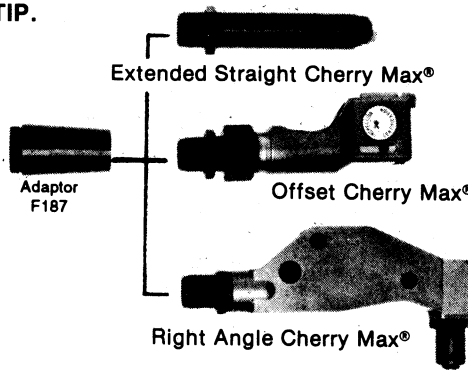 TIP.
Extended Straight Cherry Max®
Adaptor
F187
Offset Cherry Max®
Right Angle Cherry Max®